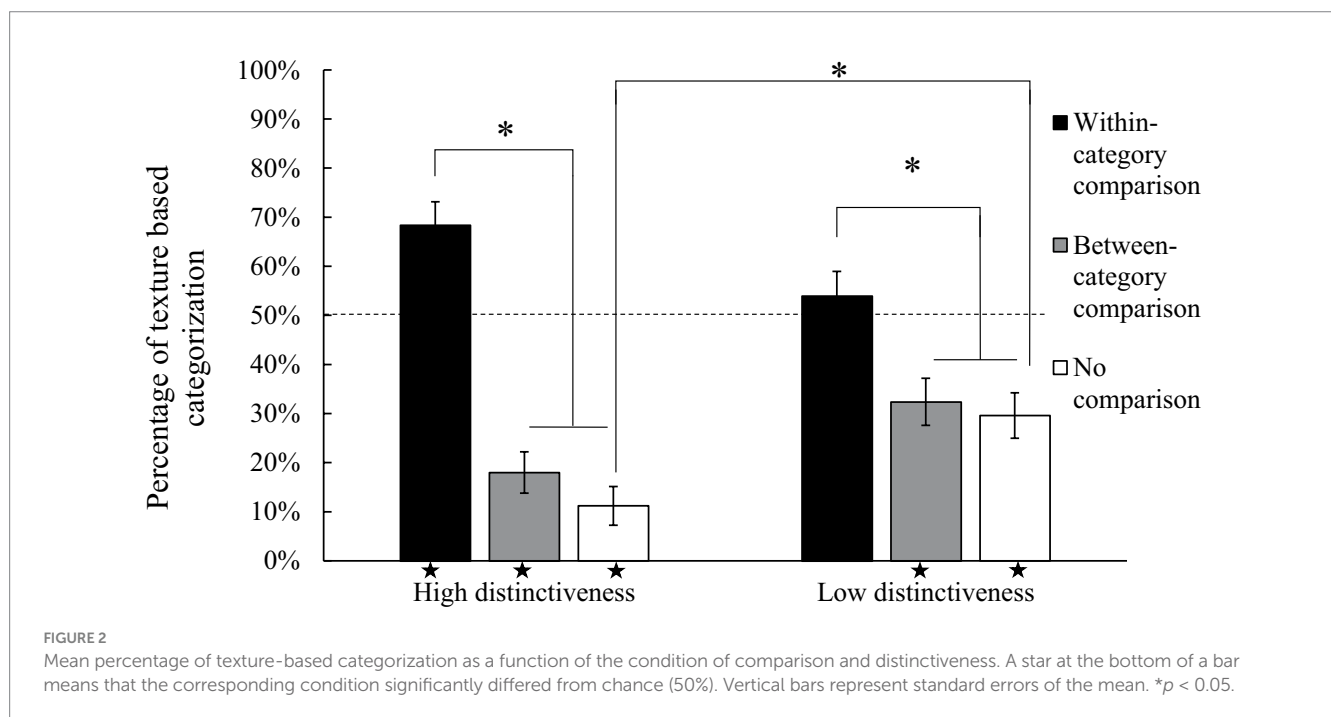 Percentage of texture based
categorization
100%
90%
80%
70%
60%
50%
40%
30%
20%
10%
0%
*
*
*
Within-
category
comparison
Between-
category
comparison
No
comparison
★ ★ ★ ★ ★
High distinctiveness Low distinctiveness
FIGURE 2
Mean percentage of texture-based categorization as a function of the condition of comparison and distinctiveness. A star at the bottom of a bar
means that the corresponding condition significantly differed from chance (50%). Vertical bars represent standard errors of the mean. *p < 0.05.